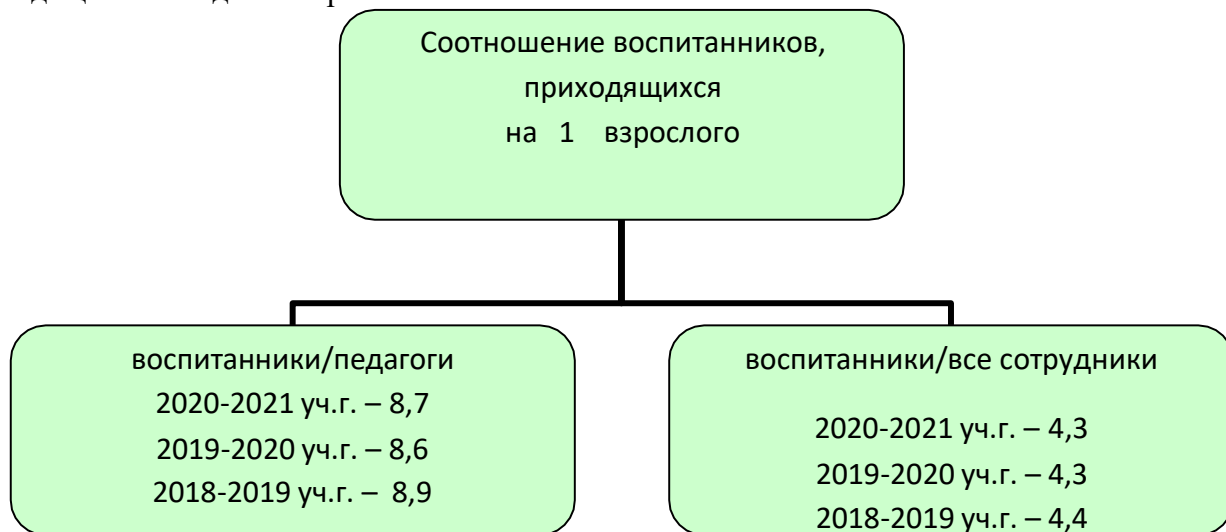 Соотношение воспитанников,
приходящихся
на 1 взрослого
воспитанники/педагоги
2020-2021 уч.г. – 8,7
2019-2020 уч.г. – 8,6
2018-2019 уч.г. – 8,9
воспитанники/все сотрудники
2020-2021 уч.г. – 4,3
2019-2020 уч.г. – 4,3
2018-2019 уч.г. – 4,4